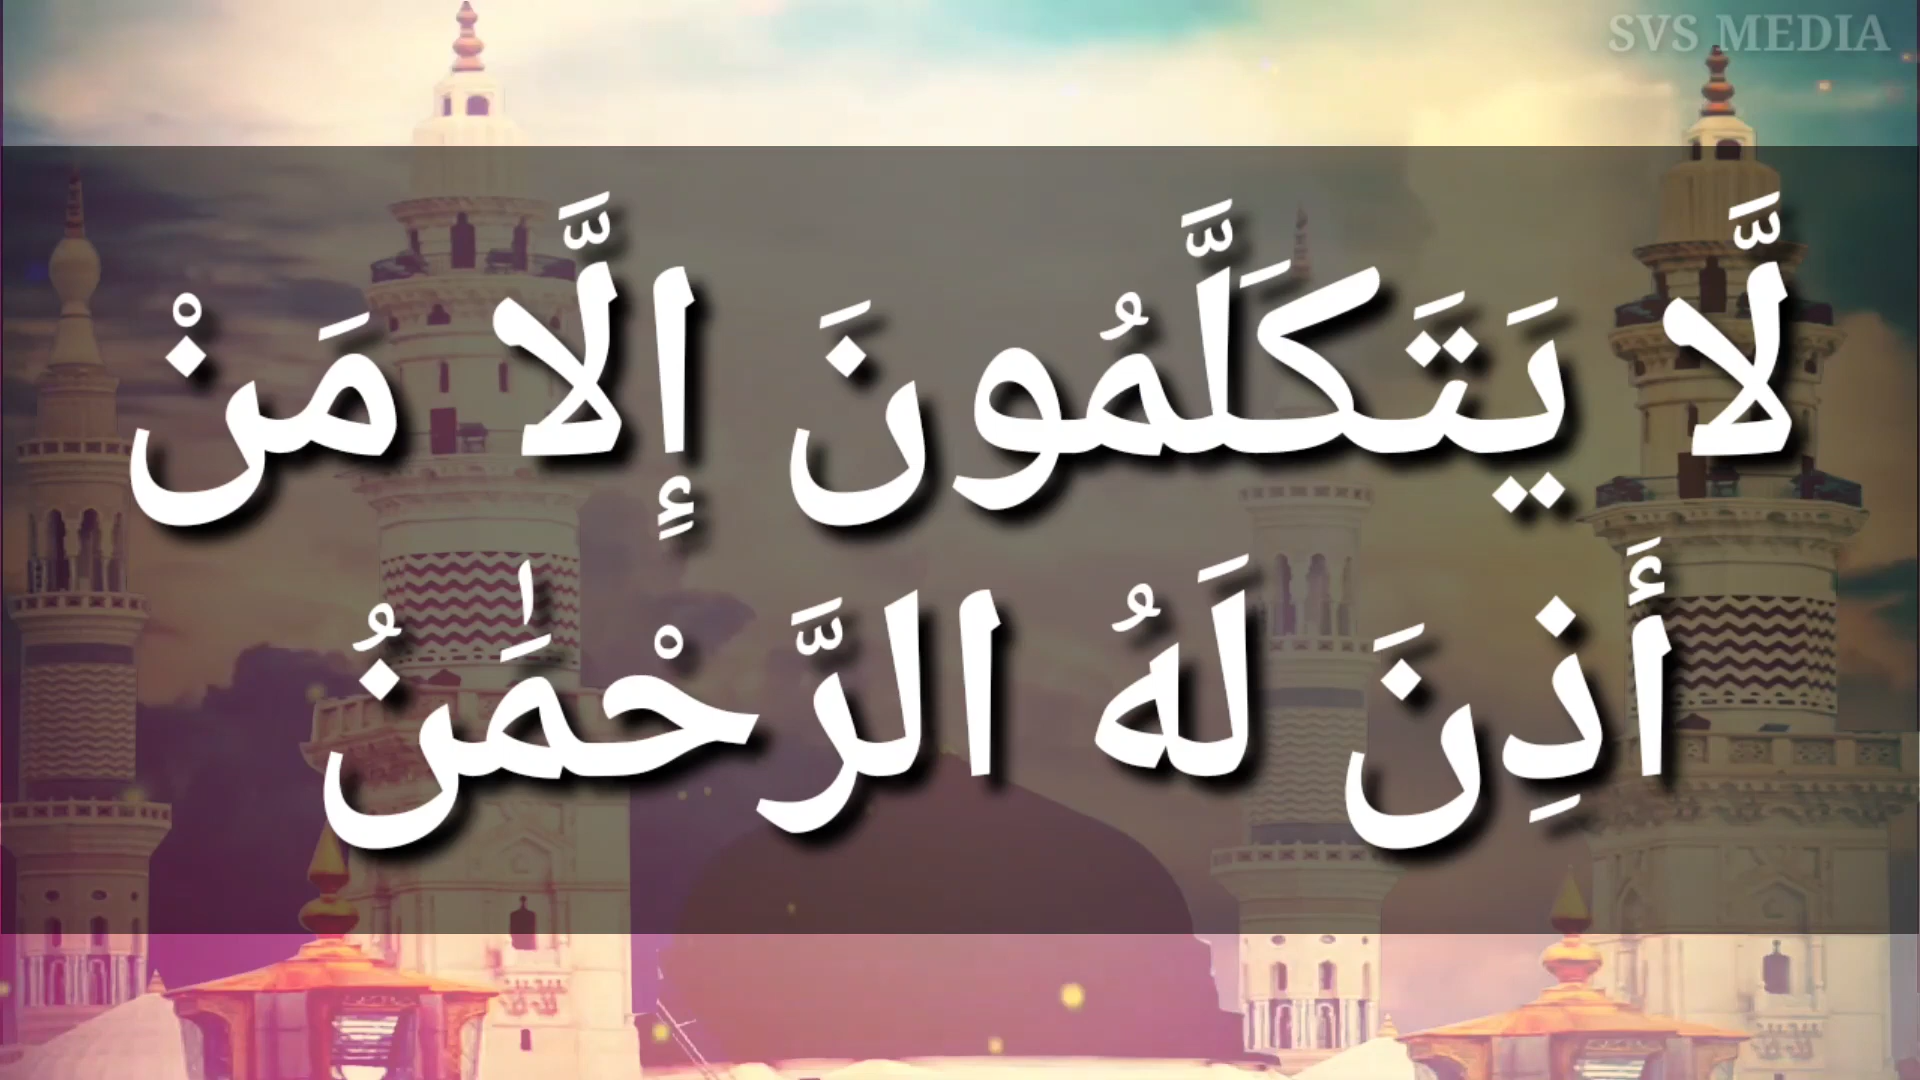 SVS MEDIA
لَّا يَتَكَلَّمُونَ إِلَّا مَنْ
أَذِنَ لَهُ الرَّحْمَٰنُ